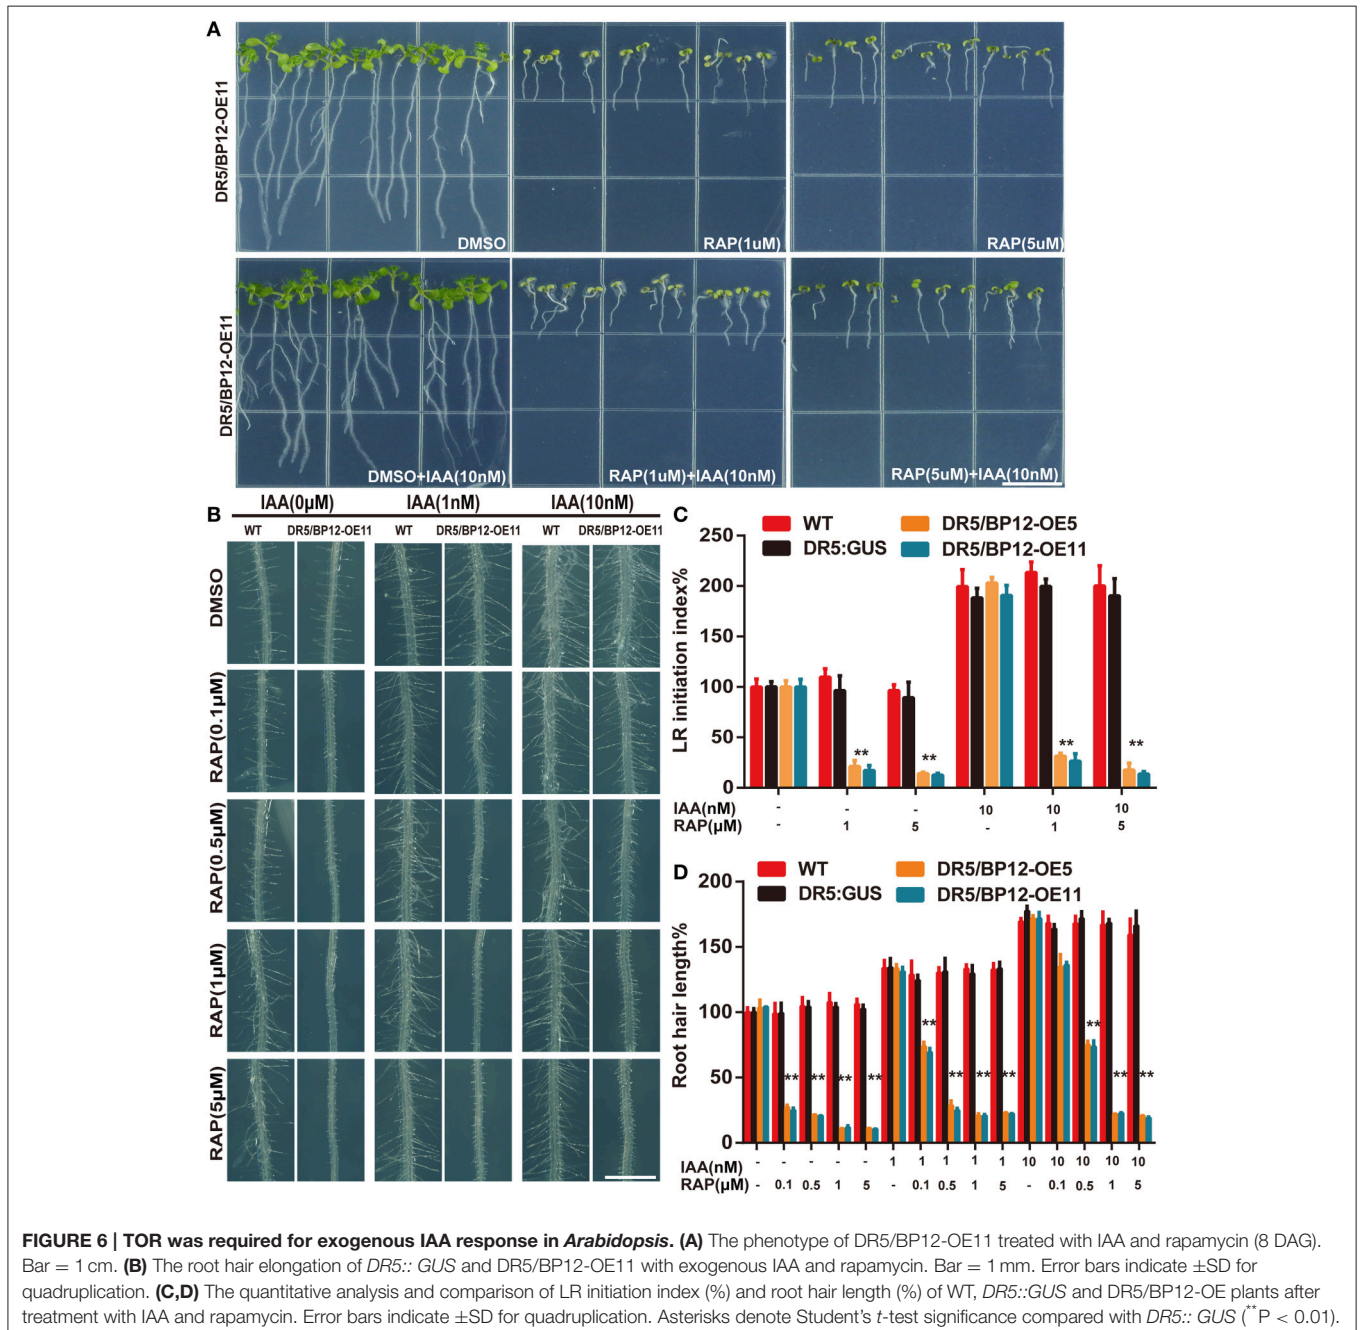 A
DR5/BP12-OE11
DMSO
RAP(1uM)
RAP(5uM)
DR5/BP12-OE11
DMSO+IAA(10nM)
RAP(1uM)+IAA(10nM)
RAP(5uM)+IAA(10nM)
B
IAA(0μM) IAA(1nM) IAA(10nM)
WT DR5/BP12-OE11 WT DR5/BP12-OE11 WT DR5/BP12-OE11
DMSO
RAP(0.1μM)
RAP(0.5μM)
RAP(1μM)
RAP(5μM)
C
WT DR5/BP12-OE5
DR5:GUS DR5/BP12-OE11
LR initiation index%
250
200
150
100
50
0
** ** ** **
IAA(nM) - - - 10 10 10
RAP(μM) - 1 5 - 1 5
D
WT DR5/BP12-OE5
DR5:GUS DR5/BP12-OE11
Root hair length%
200
150
100
50
0
** ** ** ** ** ** ** ** ** ** **
IAA(nM) - - - - - 1 1 1 1 1 10 10 10 10 10
RAP(μM) - 0.1 0.5 1 5 - 0.1 0.5 1 5 - 0.1 0.5 1 5
FIGURE 6 | TOR was required for exogenous IAA response in Arabidopsis. (A) The phenotype of DR5/BP12-OE11 treated with IAA and rapamycin (8 DAG).
Bar = 1 cm. (B) The root hair elongation of DR5:: GUS and DR5/BP12-OE11 with exogenous IAA and rapamycin. Bar = 1 mm. Error bars indicate ±SD for
quadruplication. (C,D) The quantitative analysis and comparison of LR initiation index (%) and root hair length (%) of WT, DR5::GUS and DR5/BP12-OE plants after
treatment with IAA and rapamycin. Error bars indicate ±SD for quadruplication. Asterisks denote Student's t-test significance compared with DR5:: GUS (**P < 0.01).